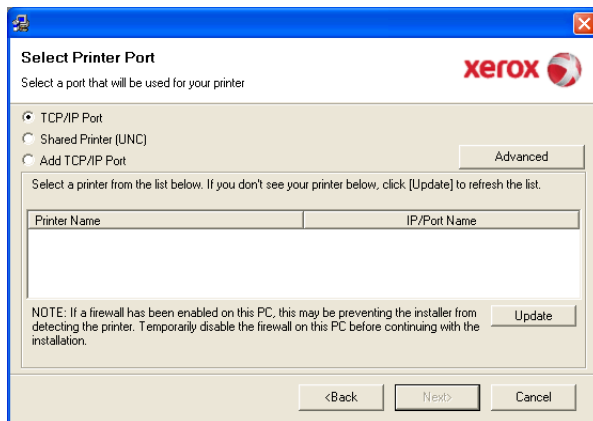 Select Printer Port
Select a port that will be used for your printer
xerox
TCP/IP Port
Shared Printer (UNC)
Add TCP/IP Port
Advanced
Select a printer from the list below. If you don't see your printer below, click [Update] to refresh the list.
Printer Name IP/Port Name
NOTE: If a firewall has been enabled on this PC, this may be preventing the installer from
detecting the printer. Temporarily disable the firewall on this PC before continuing with the
installation.
Update
<Back Next> Cancel